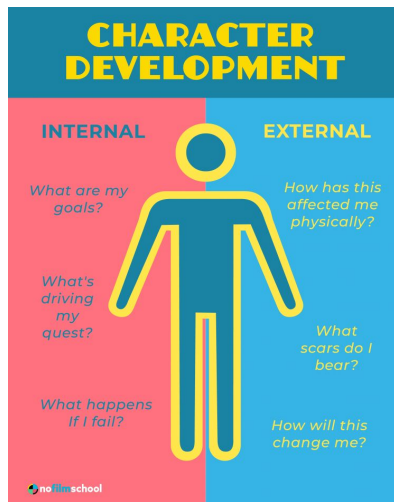 CHARACTER
DEVELOPMENT
INTERNAL
What are my
goals?
What's
driving
my
quest?
What happens
If I fail?
EXTERNAL
How has this
affected me
physically?
What
scars do I
bear?
How will this
change me?
nofilmschool